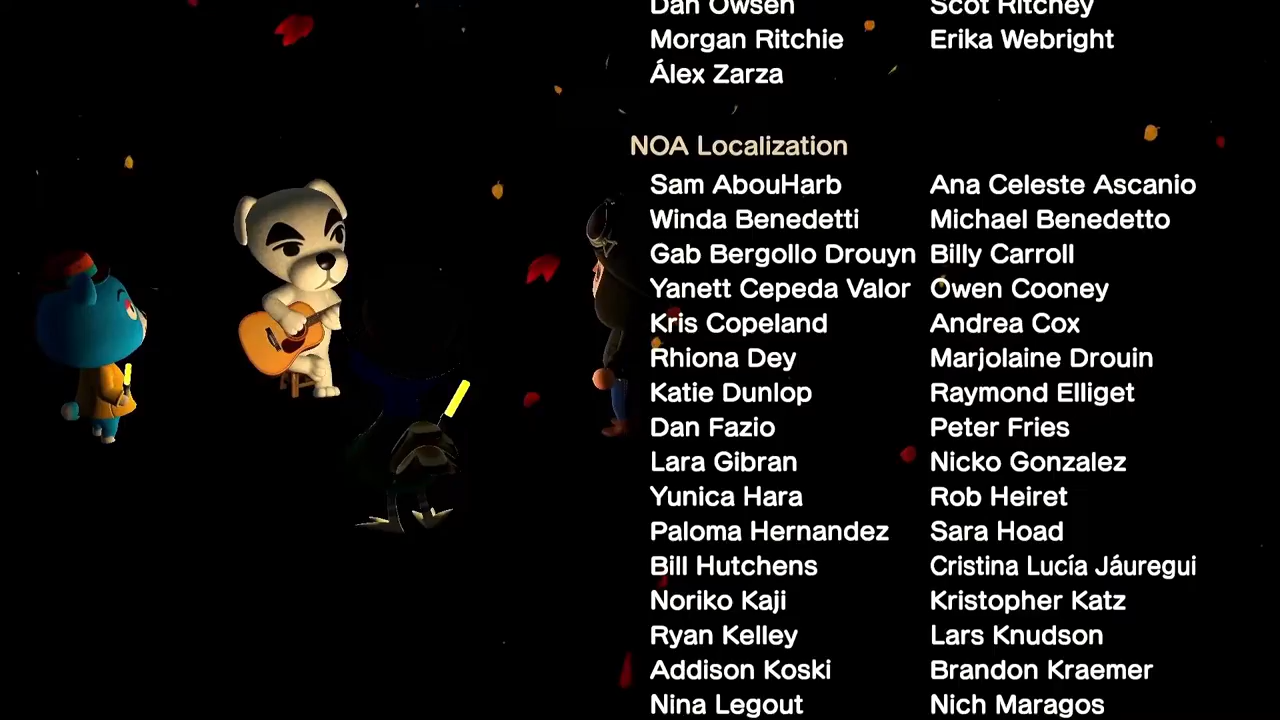 Dan Owsen Scot Ritchey
Morgan Ritchie Erika Webright
Álex Zarza
NOA Localization
Sam AbouHarb Ana Celeste Ascanio
Winda Benedetti Michael Benedetto
Gab Bergollo Drouyn Billy Carroll
Yanett Cepeda Valor Owen Cooney
Kris Copeland Andrea Cox
Rhiona Dey Marjolaine Drouin
Katie Dunlop Raymond Elliget
Dan Fazio Peter Fries
Lara Gibran Nicko Gonzalez
Yunica Hara Rob Heiret
Paloma Hernandez Sara Hoad
Bill Hutchens Cristina Lucía Jáuregui
Noriko Kaji Kristopher Katz
Ryan Kelley Lars Knudson
Addison Koski Brandon Kraemer
Nina Legout Nich Maragos